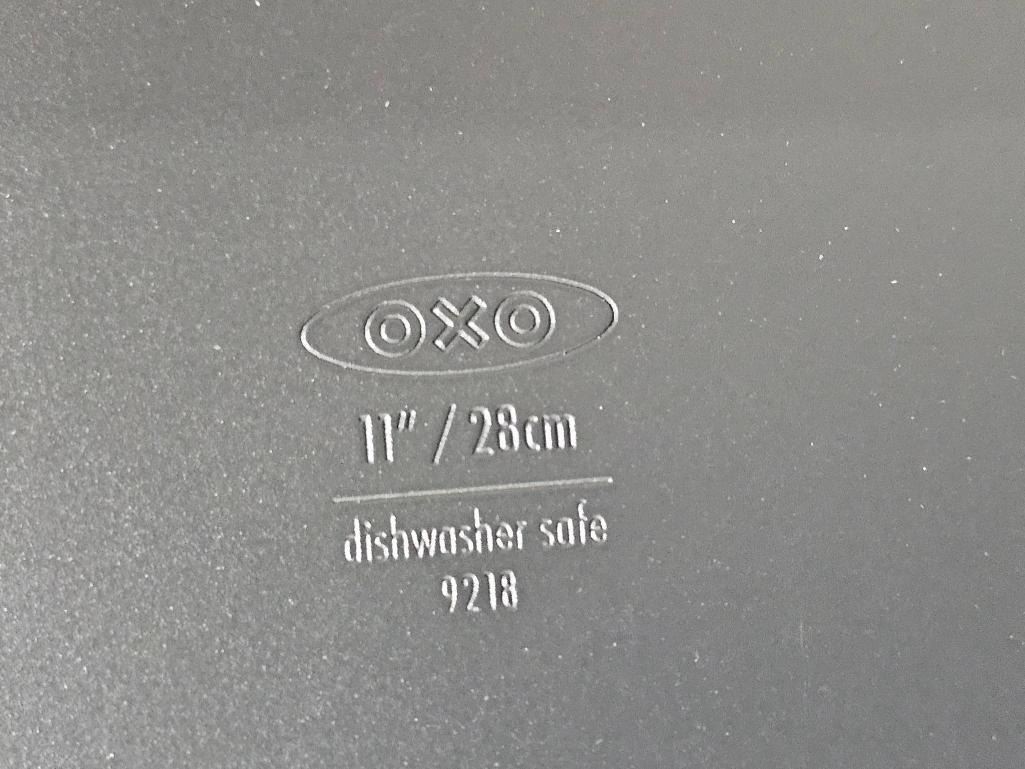 OXO
11" / 28cm
dishwasher safe
9218